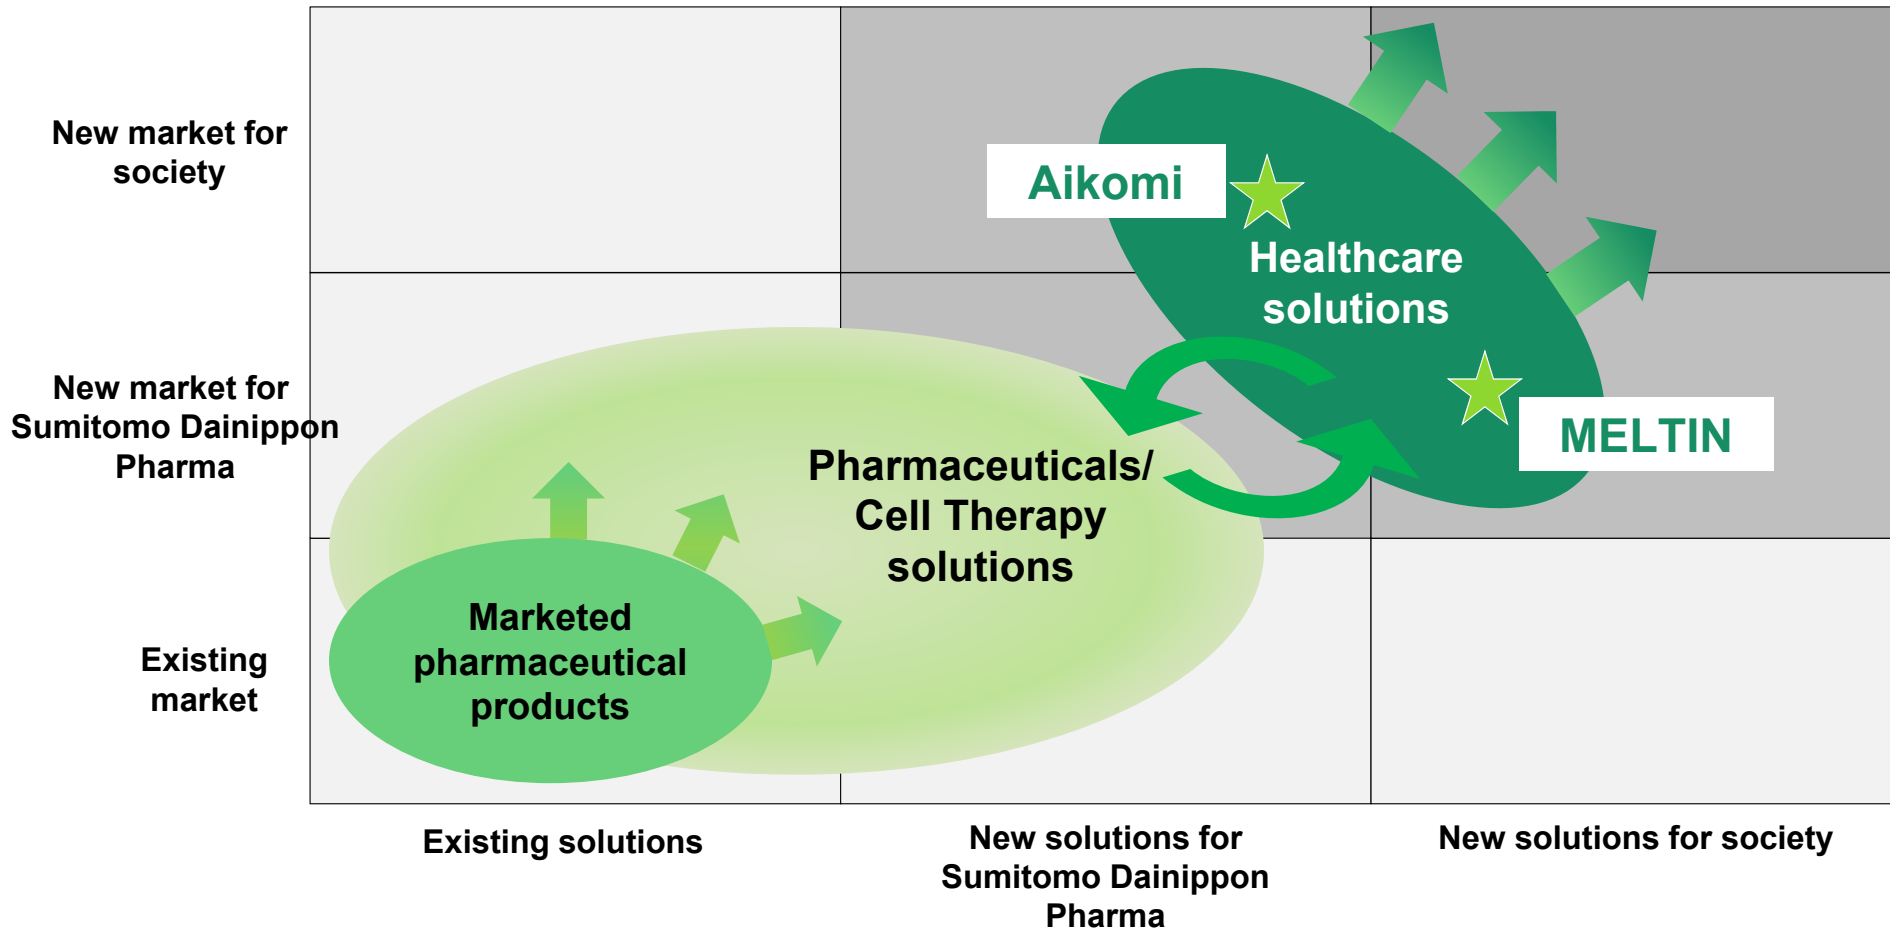 New market for
society
Aikomi
Healthcare
solutions
New market for
Sumitomo Dainippon
Pharma
MELTIN
Pharmaceuticals/
Cell Therapy
solutions
Existing
market
Marketed
pharmaceutical
products
Existing solutions
New solutions for
Sumitomo Dainippon
Pharma
New solutions for society